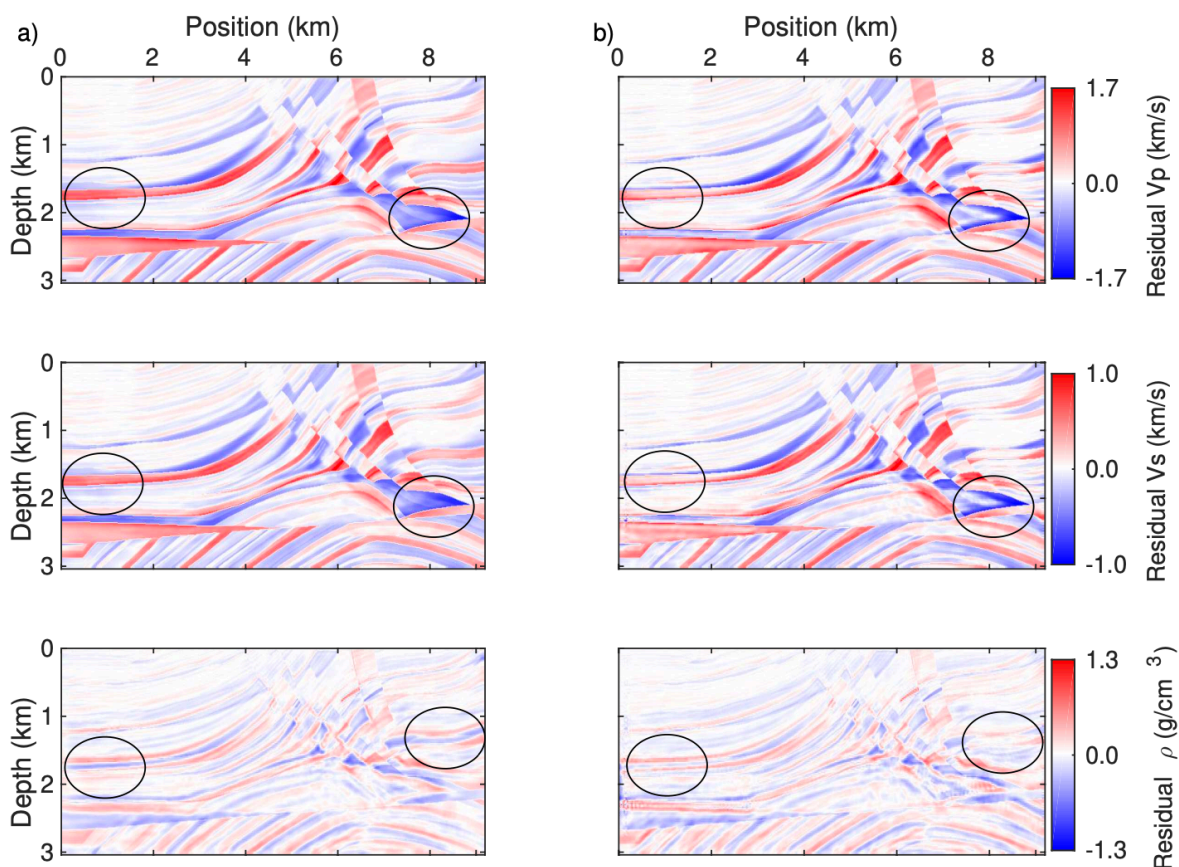 a) Position (km) b) Position (km)
0 2 4 6 8 0 2 4 6 8
0
1
2
3
Depth (km)
1.7
0.0
-1.7
Residual Vp (km/s)
0
1
2
3
Depth (km)
1.0
0.0
-1.0
Residual Vs (km/s)
0
1
2
3
Depth (km)
1.3
0.0
-1.3
Residual ρ (g/cm 3)